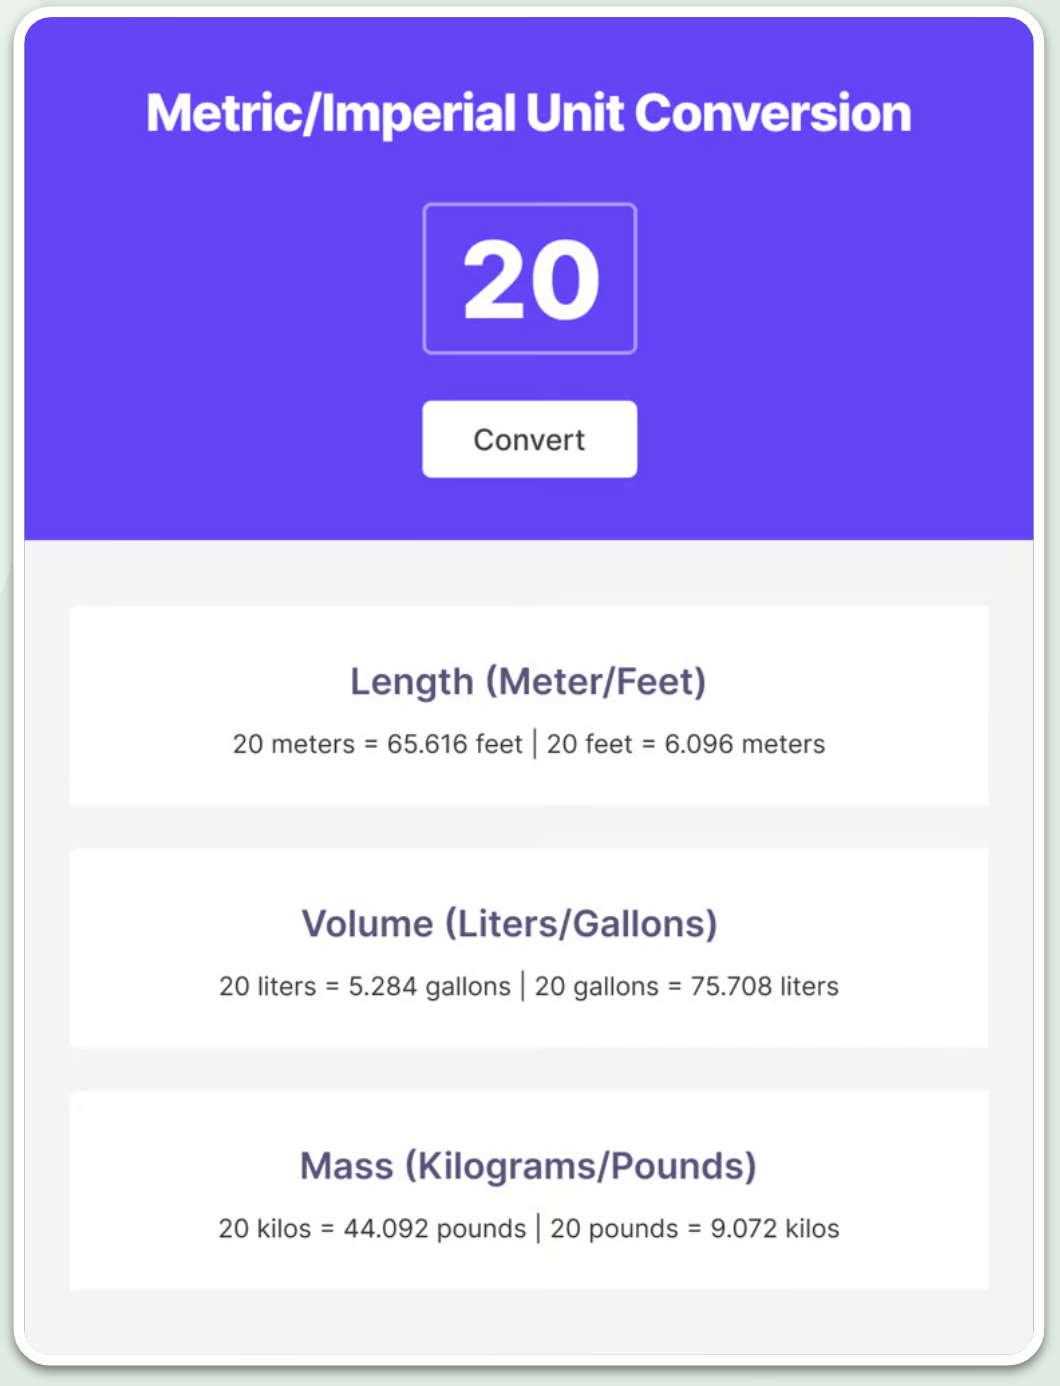 Metric/Imperial Unit Conversion
20
Convert
Length (Meter/Feet)
20 meters = 65.616 feet | 20 feet = 6.096 meters
Volume (Liters/Gallons)
20 liters = 5.284 gallons | 20 gallons = 75.708 liters
Mass (Kilograms/Pounds)
20 kilos = 44.092 pounds | 20 pounds = 9.072 kilos